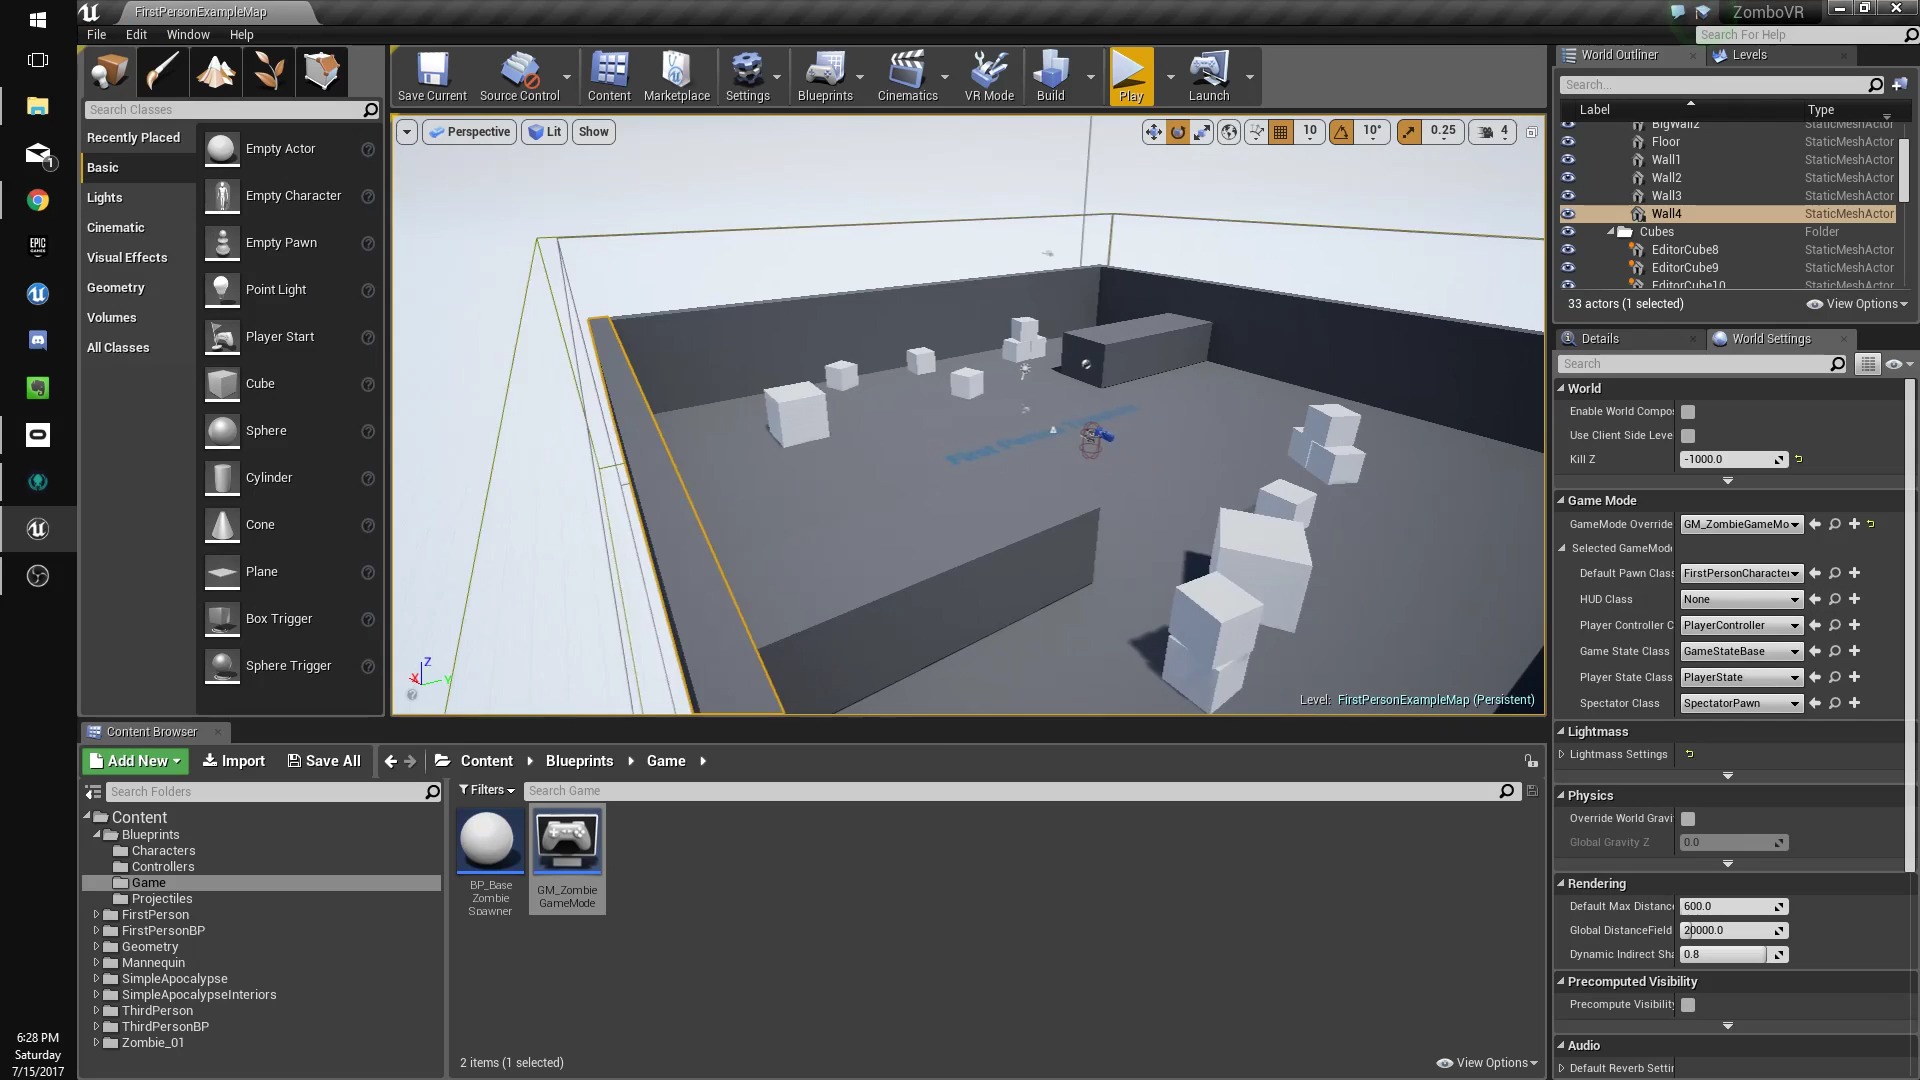 FirstPersonExampleMap
ZomboVR
File Edit Window Help
Search For Help
Search Classes
Recently Placed
Basic
Lights
Cinematic
Visual Effects
Geometry
Volumes
All Classes
Empty Actor
Empty Character
Empty Pawn
Point Light
Player Start
Cube
Sphere
Cylinder
Cone
Plane
Box Trigger
Sphere Trigger
Save Current
Source Control
Content
Marketplace
Settings
Blueprints
Cinematics
VR Mode
Build
Play
Launch
Perspective
Lit
Show
10
10°
0.25
4
X
Y
Z
Level: FirstPersonExampleMap (Persistent)
World Outliner
Levels
Search...
Label Type
BigWall2 StaticMeshActor
Floor StaticMeshActor
Wall1 StaticMeshActor
Wall2 StaticMeshActor
Wall3 StaticMeshActor
Wall4 StaticMeshActor
Cubes Folder
EditorCube8 StaticMeshActor
EditorCube9 StaticMeshActor
EditorCube10 StaticMeshActor
33 actors (1 selected)
View Options
Details
World Settings
Search
World
Enable World Compos
Use Client Side Leve
Kill Z -1000.0
Game Mode
GameMode Override GM_ZombieGameMo
Selected GameMode
Default Pawn Class FirstPersonCharacter
HUD Class None
Player Controller C PlayerController
Game State Class GameStateBase
Player State Class PlayerState
Spectator Class SpectatorPawn
Lightmass
Lightmass Settings
Physics
Override World Gravi
Global Gravity Z 0.0
Rendering
Default Max Distance 600.0
Global DistanceField 20000.0
Dynamic Indirect Sha 0.8
Precomputed Visibility
Precompute Visibility
Audio
Default Reverb Settin
Content Browser
Add New
Import
Save All
Content
Blueprints
Game
Search Folders
Filters
Search Game
Content
Blueprints
Characters
Controllers
Game
Projectiles
FirstPerson
FirstPersonBP
Geometry
Mannequin
SimpleApocalypse
SimpleApocalypseInteriors
ThirdPerson
ThirdPersonBP
Zombie_01
BP_Base
Zombie
Spawner
GM_Zombie
GameMode
2 items (1 selected)
View Options
EPIC
GAMES
1
6:28 PM
Saturday
7/15/2017